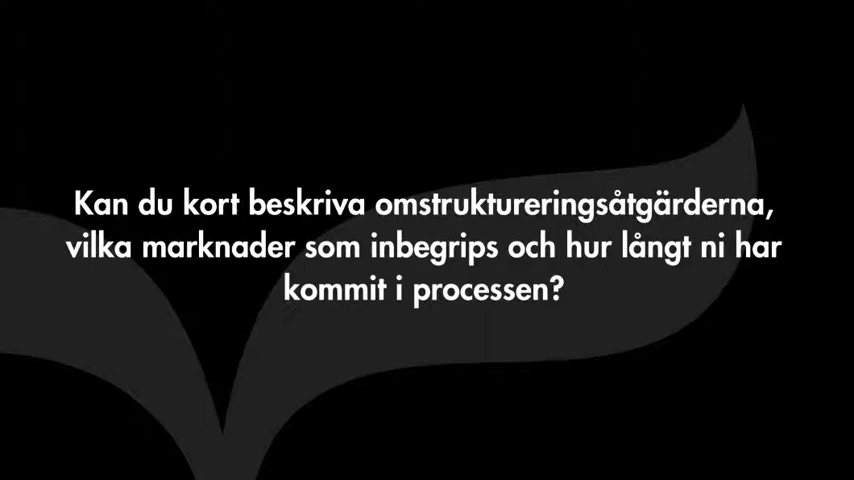 Kan du kort beskriva omstruktureringsåtgärderna,
vilka marknader som inbegrips och hur långt ni har
kommit i processen?